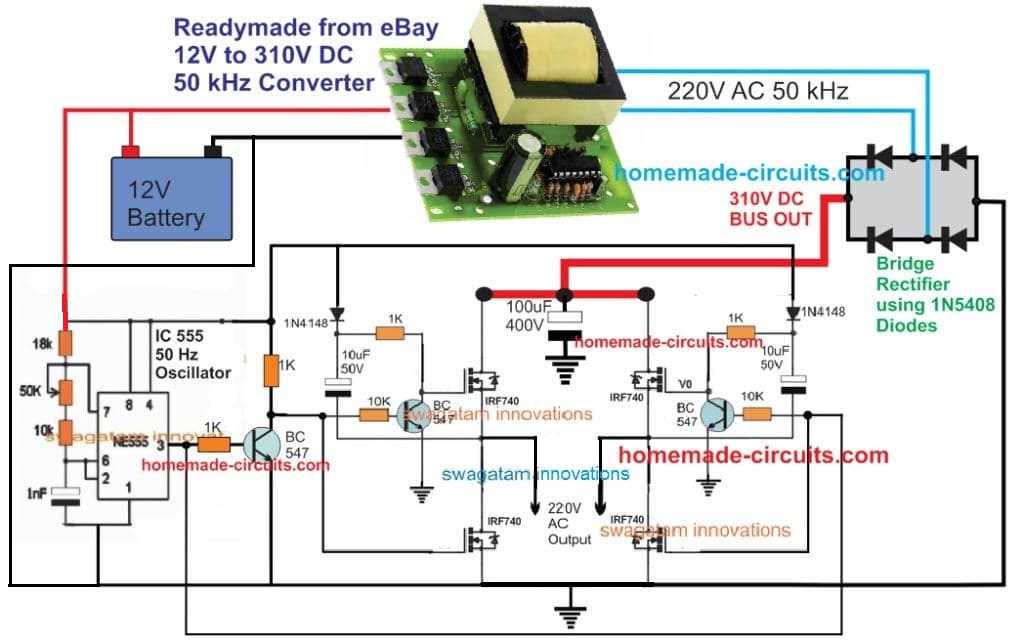 Readymade from eBay
12V to 310V DC
50 kHz Converter
220V AC 50 kHz
homemade-circuits.com
310V DC
BUS OUT
12V
Battery
Bridge
Rectifier
using 1N5408
Diodes
100uF
400V
homemade-circuits.com
1N4148
1K
10uF
50V
1K
1N4148
10uF
50V
IC 555
50 Hz
Oscillator
18k
50K
10k
1nF
7
8
4
6
2
1
3
NE555
swagatam innovat
1K
1K
BC
547
homemade-circuits.com
10K
BC
547
swagatam innovations
IRF740
IRF740
V0
BC
547
10K
homemade-circuits.com
swagatam innovations
IRF740
220V
AC
Output
IRF740
swagatam innovations